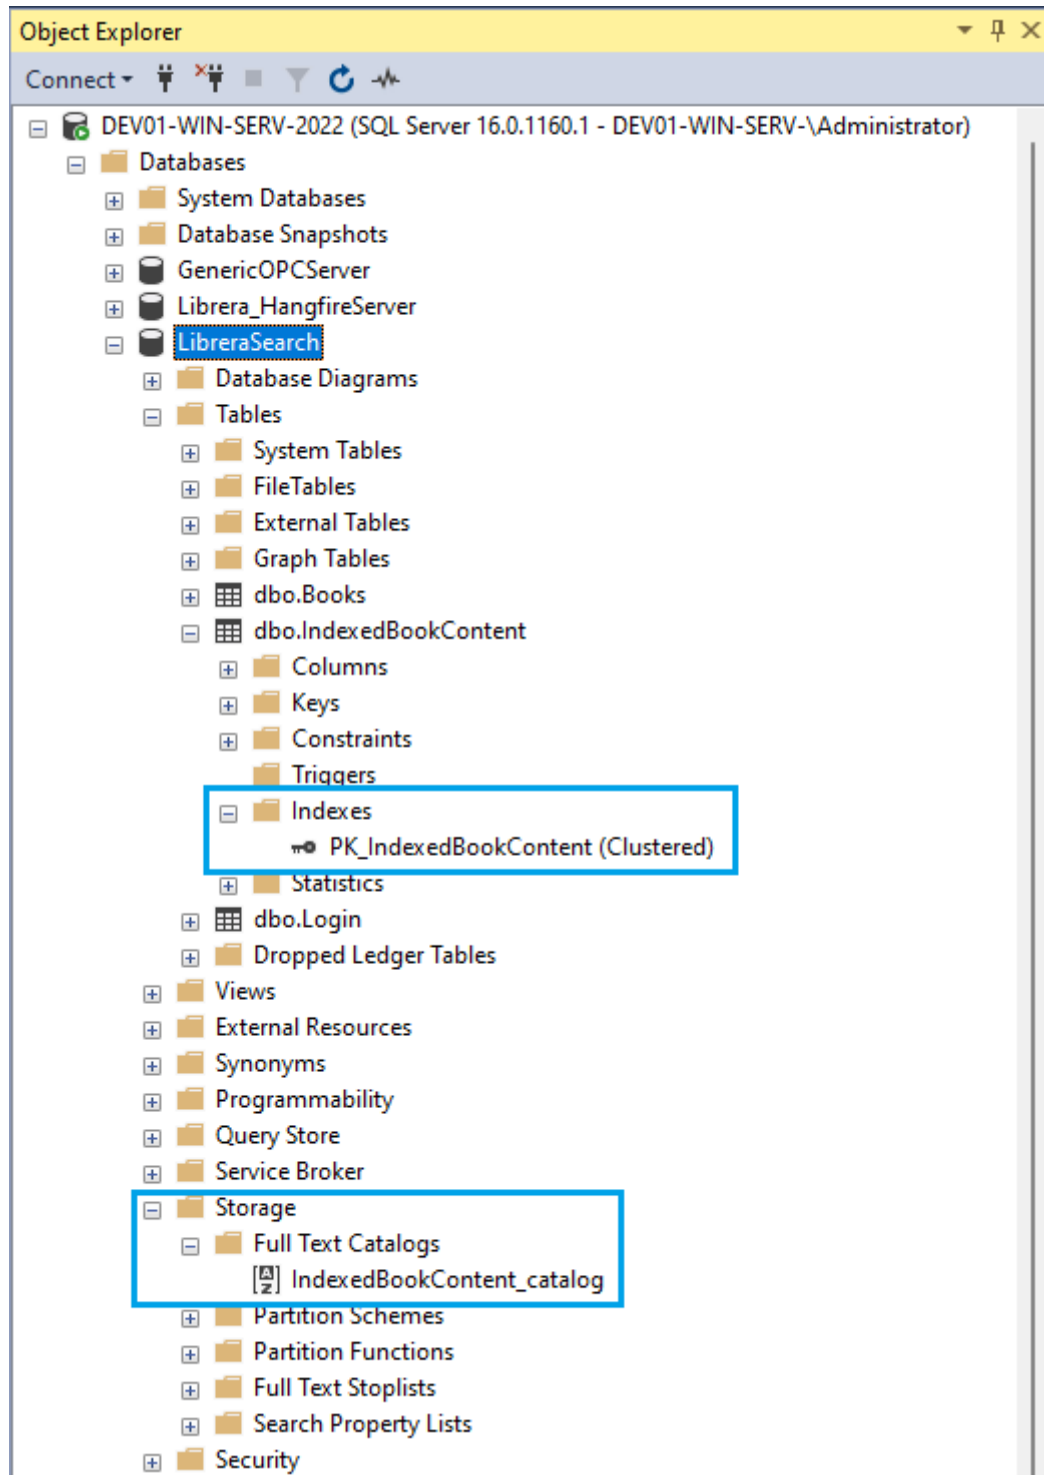 Object Explorer
Connect
DEV01-WIN-SERV-2022 (SQL Server 16.0.1160.1 - DEV01-WIN-SERV-\Administrator)
Databases
System Databases
Database Snapshots
GenericOPCServer
Librera_HangfireServer
LibreraSearch
Database Diagrams
Tables
System Tables
FileTables
External Tables
Graph Tables
dbo.Books
dbo.IndexedBookContent
Columns
Keys
Constraints
Triggers
Indexes
PK_IndexedBookContent (Clustered)
Statistics
dbo.Login
Dropped Ledger Tables
Views
External Resources
Synonyms
Programmability
Query Store
Service Broker
Storage
Full Text Catalogs
IndexedBookContent_catalog
Partition Schemes
Partition Functions
Full Text Stoplists
Search Property Lists
Security